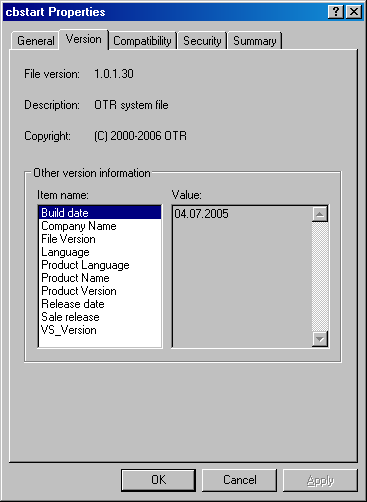 cbstart Properties
General Version Compatibility Security Summary
File version: 1.0.1.30
Description: OTR system file
Copyright: (C) 2000-2006 OTR
Other version information
Item name: Value:
Build date 04.07.2005
Company Name
File Version
Language
Product Language
Product Name
Product Version
Release date
Sale release
VS_Version
OK Cancel Apply